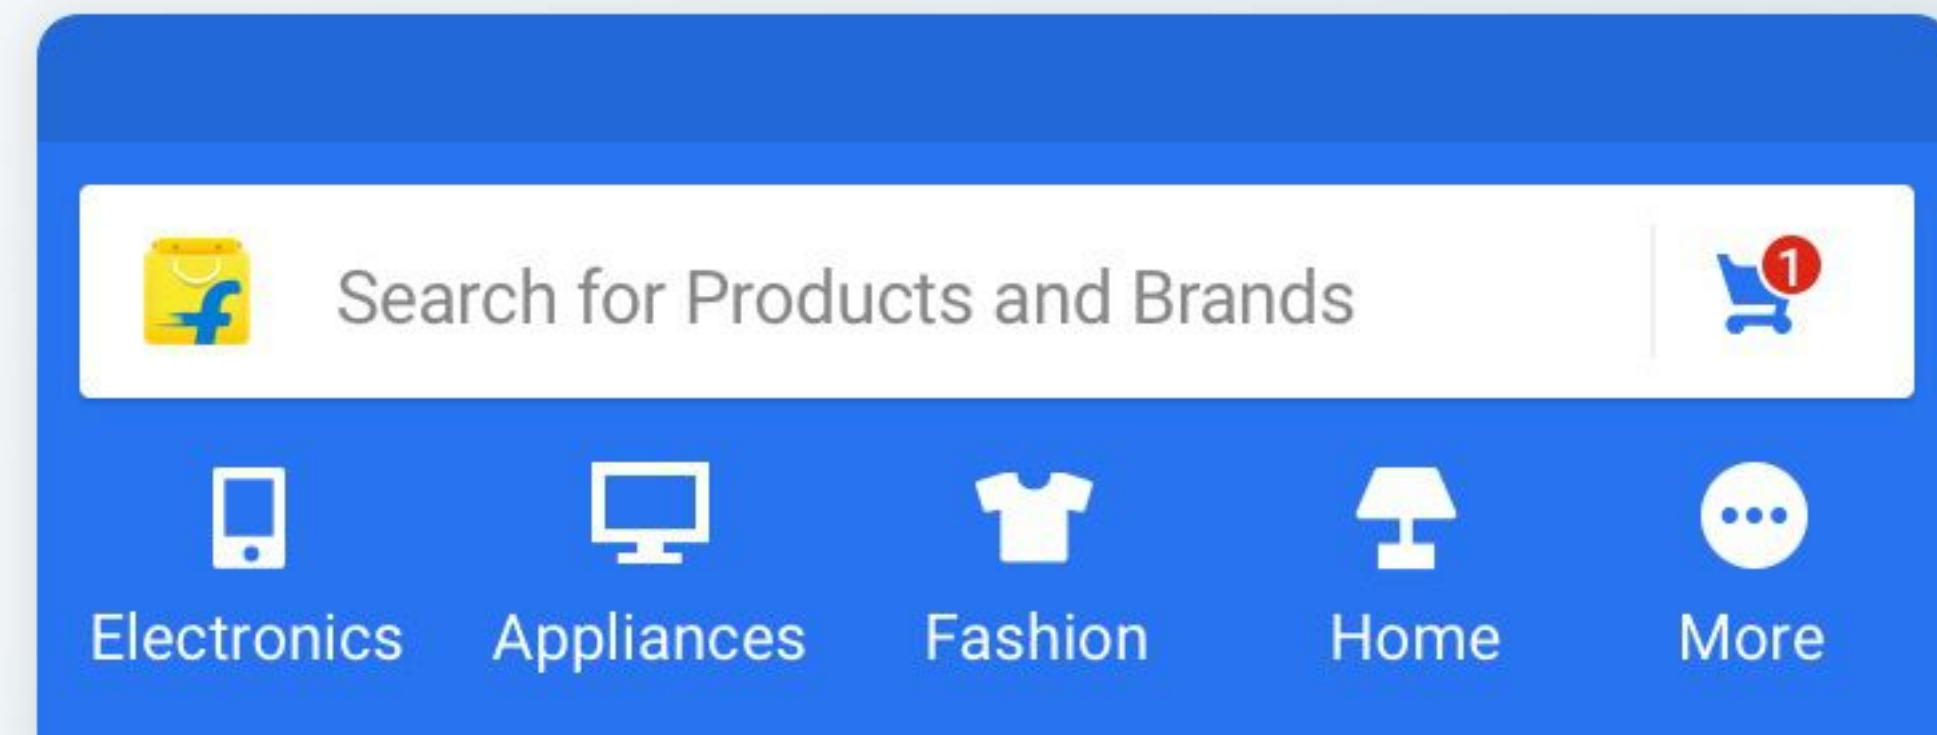 f
Search for Products and Brands
1
Electronics
Appliances
Fashion
Home
More